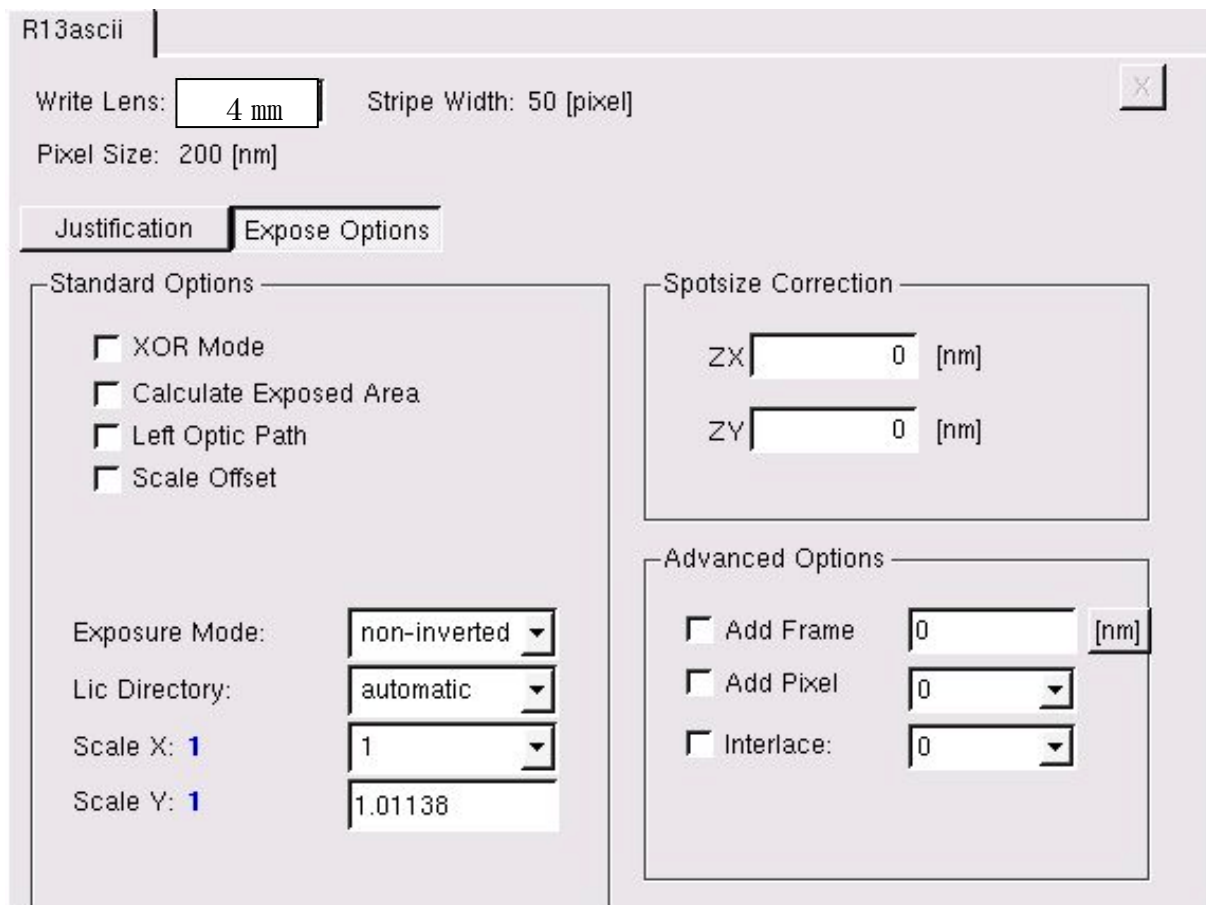 R13ascii
Write Lens: 4 mm Stripe Width: 50 [pixel]
X
Pixel Size: 200 [nm]
Justification Expose Options
Standard Options
XOR Mode
Calculate Exposed Area
Left Optic Path
Scale Offset
Exposure Mode: non-inverted
Lic Directory: automatic
Scale X: 1 1
Scale Y: 1 1.01138
Spotsize Correction
ZX 0 [nm]
ZY 0 [nm]
Advanced Options
Add Frame 0 [nm]
Add Pixel 0
Interlace: 0